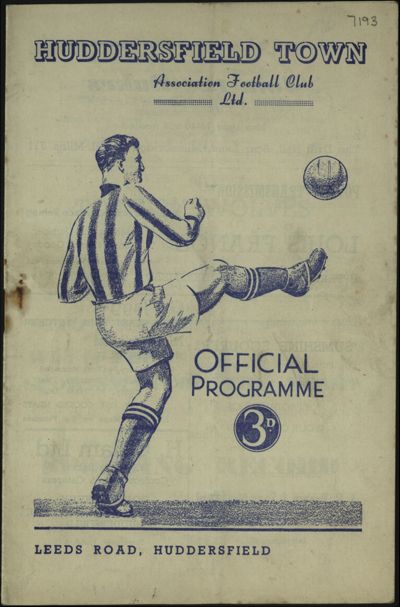 7193
HUDDERSFIELD TOWN
Association Football Club
Ltd.
OFFICIAL
PROGRAMME
3D.
LEEDS ROAD, HUDDERSFIELD